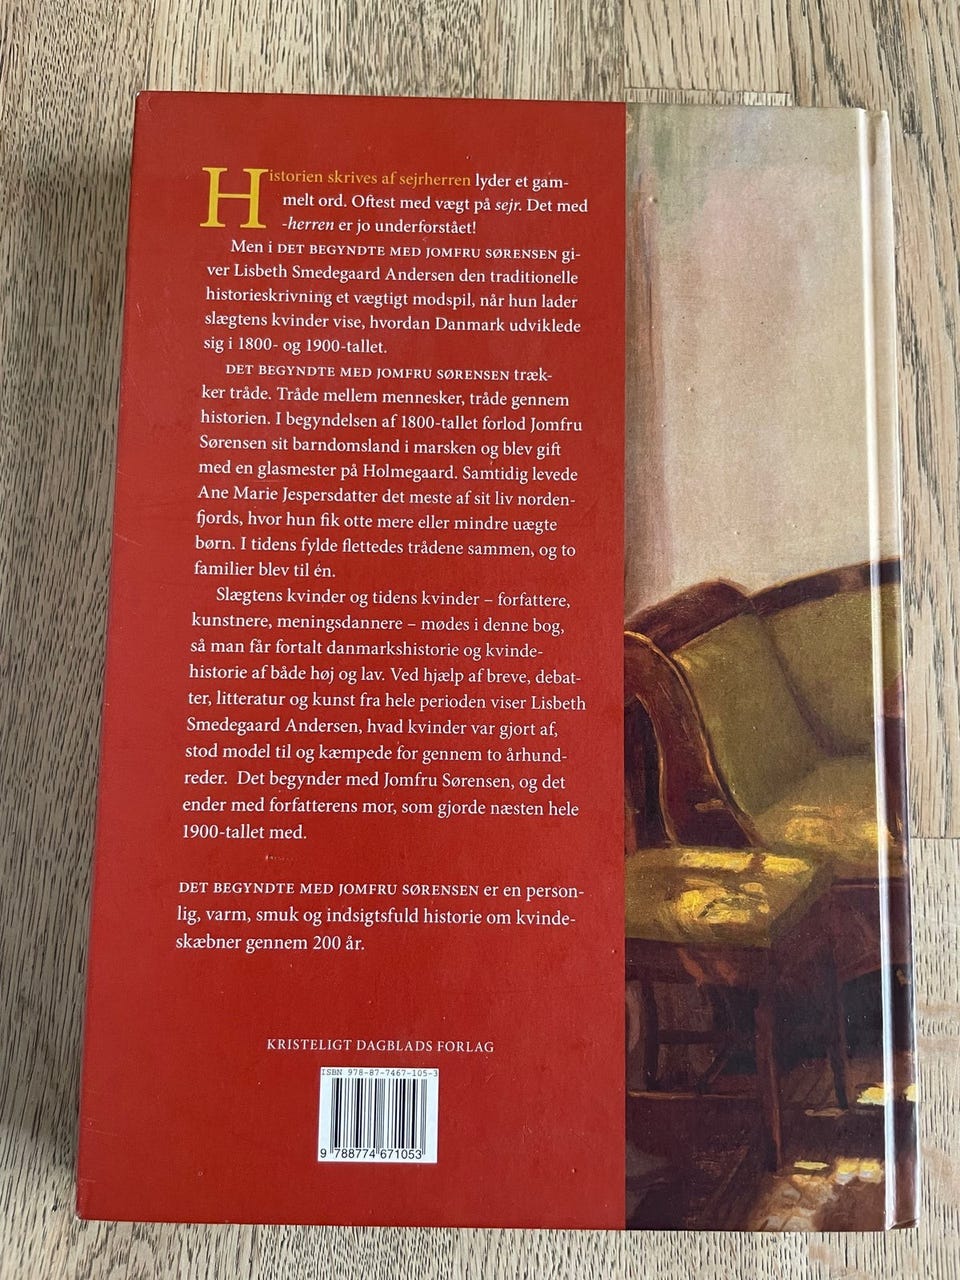 Historien skrives af sejrherren lyder et gam-
melt ord. Oftest med vægt på sejr. Det med
-herren er jo underforstået!
Men i DET BEGYNDTE MED JOMFRU SØRENSEN gi-
ver Lisbeth Smedegaard Andersen den traditionelle
historieskrivning et vægtigt modspil, når hun lader
slægtens kvinder vise, hvordan Danmark udviklede
sig i 1800- og 1900-tallet.
DET BEGYNDTE MED JOMFRU SØRENSEN træk-
ker tråde. Tråde mellem mennesker, tråde gennem
historien. I begyndelsen af 1800-tallet forlod Jomfru
Sørensen sit barndomsland i marsken og blev gift
med en glasmester på Holmegaard. Samtidig levede
Ane Marie Jespersdatter det meste af sit liv norden-
fjords, hvor hun fik otte mere eller mindre uægte
børn. I tidens fylde flettedes trådene sammen, og to
familier blev til én.
Slægtens kvinder og tidens kvinder – forfattere,
kunstnere, meningsdannere – mødes i denne bog,
så man får fortalt danmarkshistorie og kvinde-
historie af både høj og lav. Ved hjælp af breve, debat-
ter, litteratur og kunst fra hele perioden viser Lisbeth
Smedegaard Andersen, hvad kvinder var gjort af,
stod model til og kæmpede for gennem to århund-
reder. Det begynder med Jomfru Sørensen, og det
ender med forfatterens mor, som gjorde næsten hele
1900-tallet med.
DET BEGYNDTE MED JOMFRU SØRENSEN er en person-
lig, varm, smuk og indsigtsfuld historie om kvinde-
skæbner gennem 200 år.
KRISTELIGT DAGBLADS FORLAG
ISBN 978-87-7467-105-3
9 788774 671053